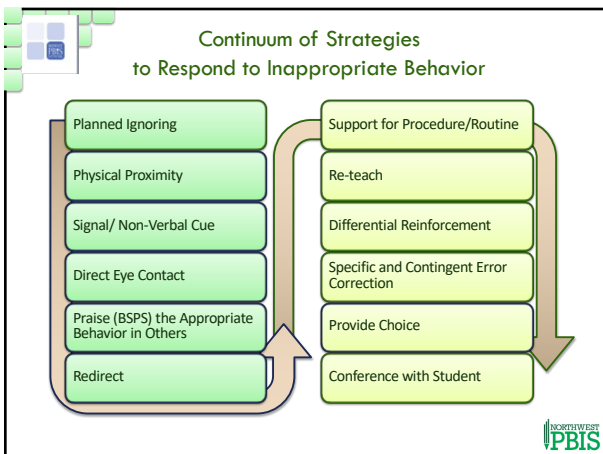 Continuum of Strategies
to Respond to Inappropriate Behavior
Planned Ignoring
Physical Proximity
Signal/ Non-Verbal Cue
Direct Eye Contact
Praise (BSPS) the Appropriate
Behavior in Others
Redirect
Support for Procedure/Routine
Re-teach
Differential Reinforcement
Specific and Contingent Error
Correction
Provide Choice
Conference with Student
NORTHWEST
PBIS